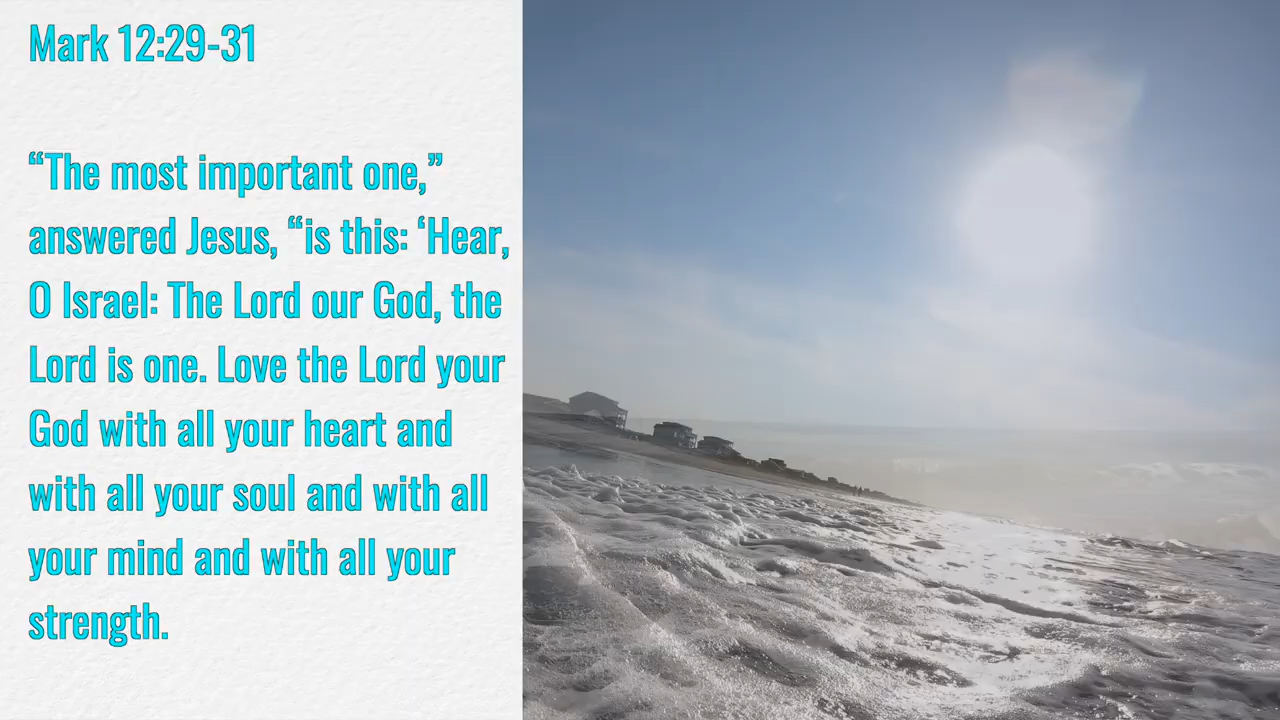 Mark 12:29-31
“The most important one,”
answered Jesus, “is this: ‘Hear,
O Israel: The Lord our God, the
Lord is one. Love the Lord your
God with all your heart and
with all your soul and with all
your mind and with all your
strength.